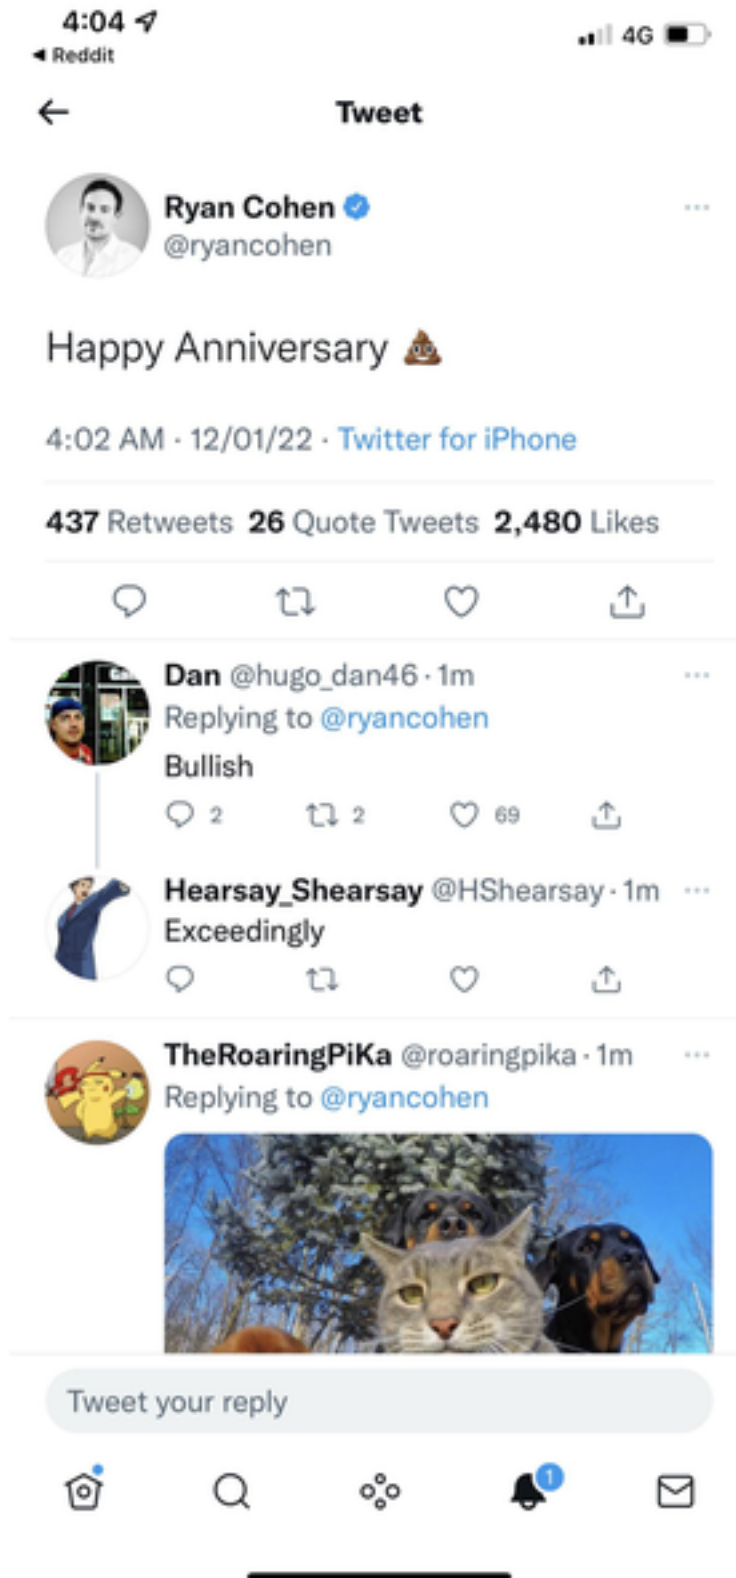 4:04
4G
◀ Reddit
Tweet
Ryan Cohen
@ryancohen
Happy Anniversary 💩
4:02 AM · 12/01/22 · Twitter for iPhone
437 Retweets 26 Quote Tweets 2,480 Likes
Dan @hugo_dan46 · 1m
Replying to @ryancohen
Bullish
2 2 69
Hearsay_Shearsay @HShearsay · 1m
Exceedingly
TheRoaringPiKa @roaringpika · 1m
Replying to @ryancohen
Tweet your reply
1